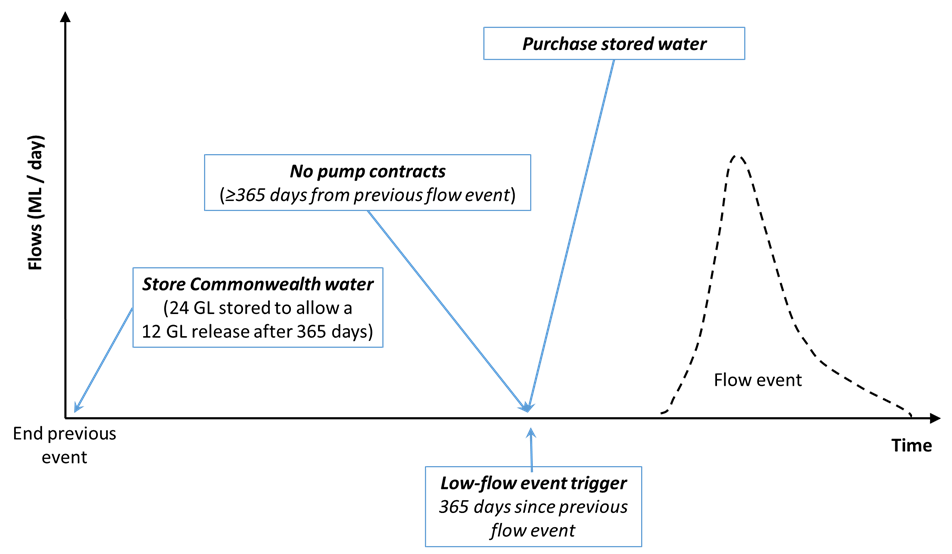 Purchase stored water
No pump contracts
(≥365 days from previous flow event)
Flows (ML / day)
Store Commonwealth water
(24 GL stored to allow a
12 GL release after 365 days)
Flow event
End previous
event
Time
Low-flow event trigger
365 days since previous
flow event